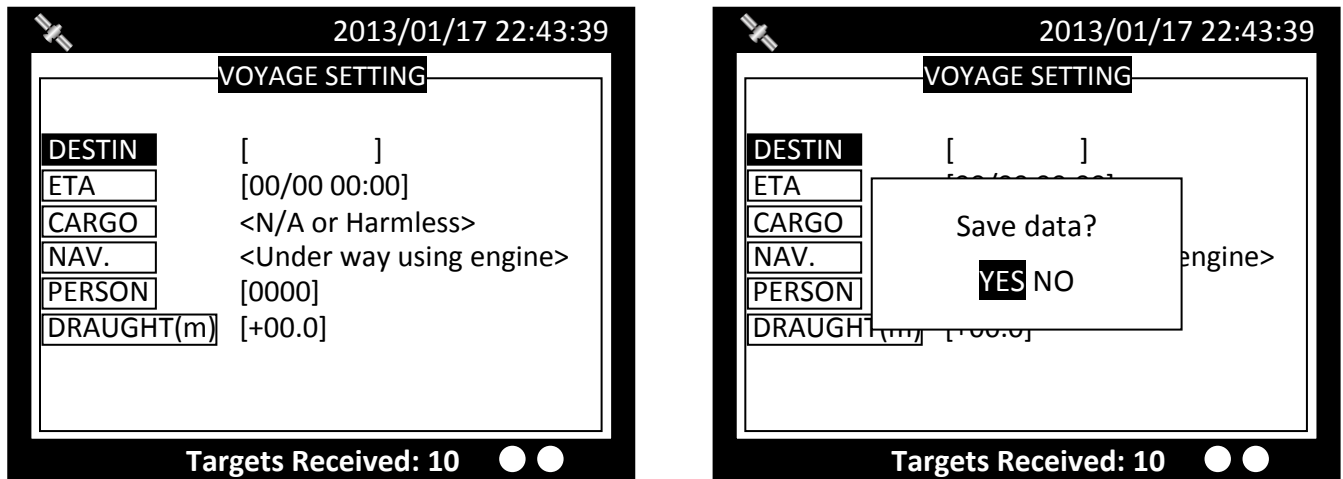 2013/01/17 22:43:39
VOYAGE SETTING
DESTIN [ ]
ETA [00/00 00:00]
CARGO <N/A or Harmless>
NAV. <Under way using engine>
PERSON [0000]
DRAUGHT(m) [+00.0]
Targets Received: 10
2013/01/17 22:43:39
VOYAGE SETTING
DESTIN [ ]
ETA
CARGO
NAV. engine>
PERSON
DRAUGHT(m) [+00.0]
Save data?
YES NO
Targets Received: 10